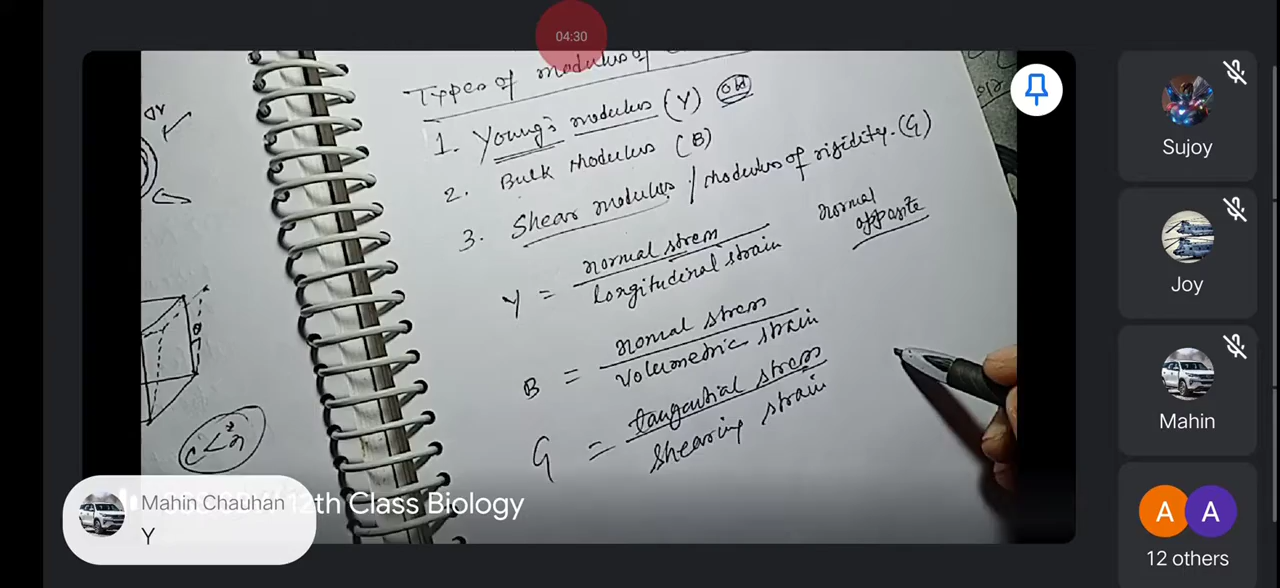 04:30
Types of modulus of
1. Young's modulus (Y) old
2. Bulk modulus (B)
3. Shear modulus / modulus of rigidity. (G)
normal
opposite
Y = normal stress
longitudinal strain
B = normal stress
volumetric strain
G = tangential stress
shearing strain
Δr
θ
12th Class Biology
Mahin Chauhan
Y
Sujoy
Joy
Mahin
A
A
12 others